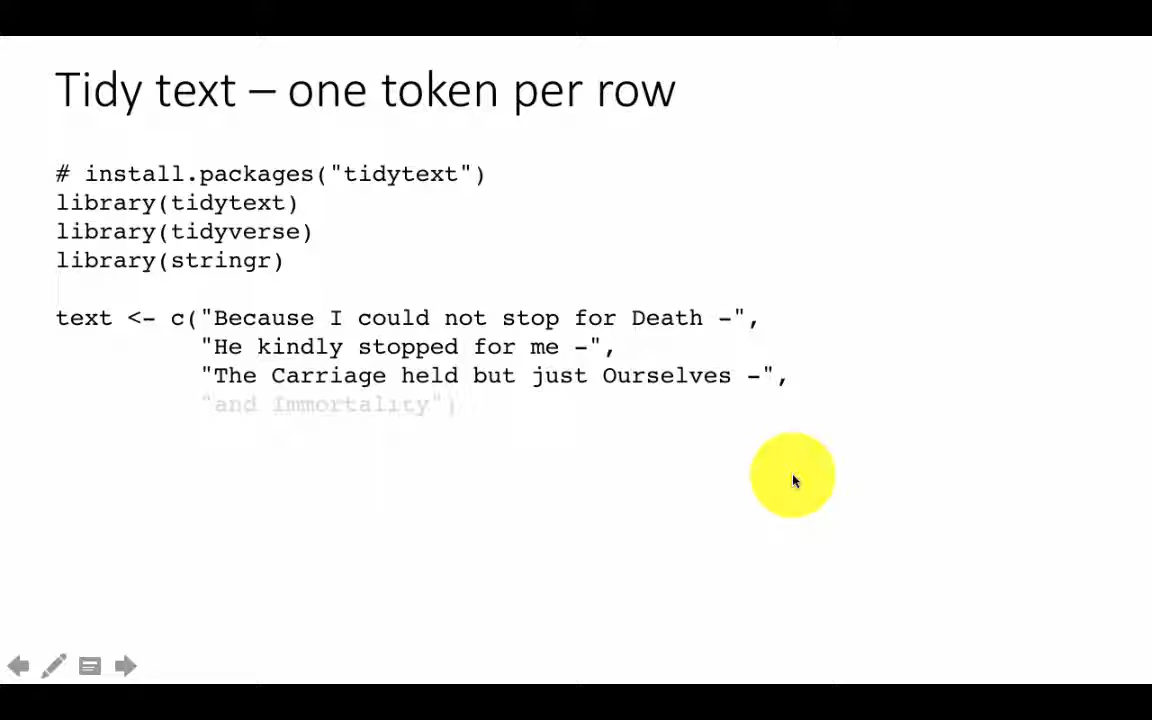 Tidy text – one token per row
# install.packages("tidytext")
library(tidytext)
library(tidyverse)
library(stringr)
text <- c("Because I could not stop for Death -",
"He kindly stopped for me -",
"The Carriage held but just Ourselves -",
"and Immortality")